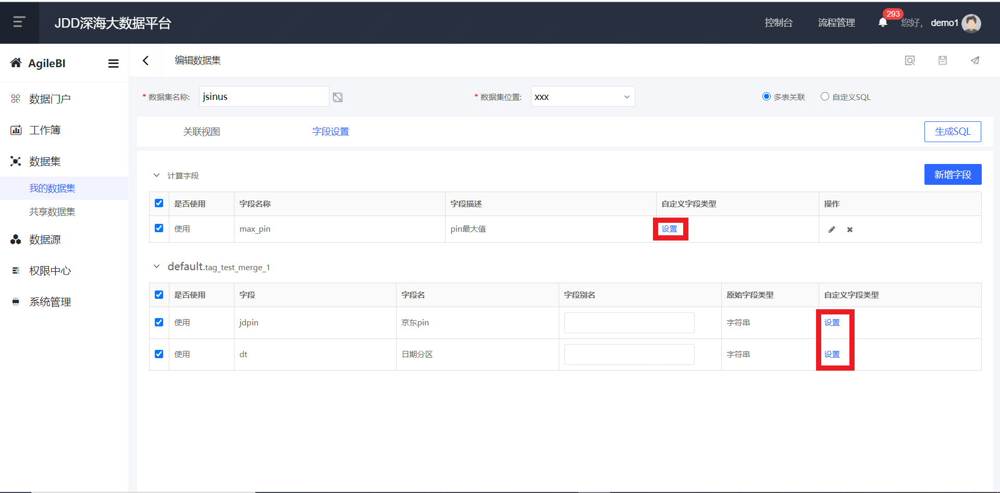 JDD深海大数据平台
控制台
流程管理
293
您好，
demo1
AgileBI
编辑数据集
数据门户
工作簿
数据集
我的数据集
共享数据集
数据源
权限中心
系统管理
* 数据集名称:
jsinus
* 数据集位置:
xxx
多表关联
自定义SQL
关联视图
字段设置
生成SQL
计算字段
新增字段
是否使用 字段名称 字段描述 自定义字段类型 操作
使用 max_pin pin最大值 设置
default.tag_test_merge_1
是否使用 字段 字段名 字段别名 原始字段类型 自定义字段类型
使用 jdpin 京东pin 字符串 设置
使用 dt 日期分区 字符串 设置